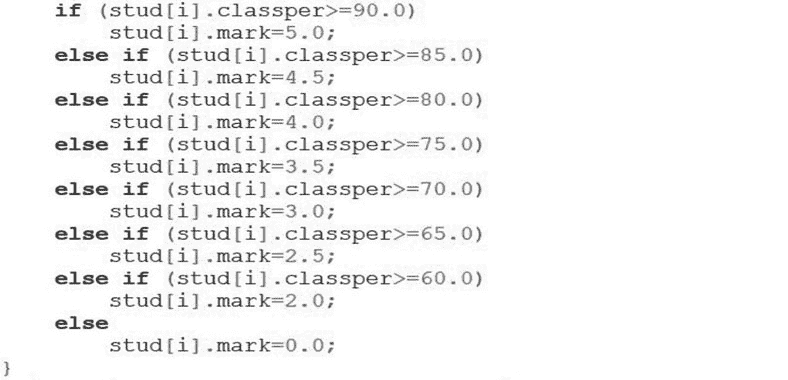 if (stud[i].classper>=90.0)
stud[i].mark=5.0;
else if (stud[i].classper>=85.0)
stud[i].mark=4.5;
else if (stud[i].classper>=80.0)
stud[i].mark=4.0;
else if (stud[i].classper>=75.0)
stud[i].mark=3.5;
else if (stud[i].classper>=70.0)
stud[i].mark=3.0;
else if (stud[i].classper>=65.0)
stud[i].mark=2.5;
else if (stud[i].classper>=60.0)
stud[i].mark=2.0;
else
stud[i].mark=0.0;
}